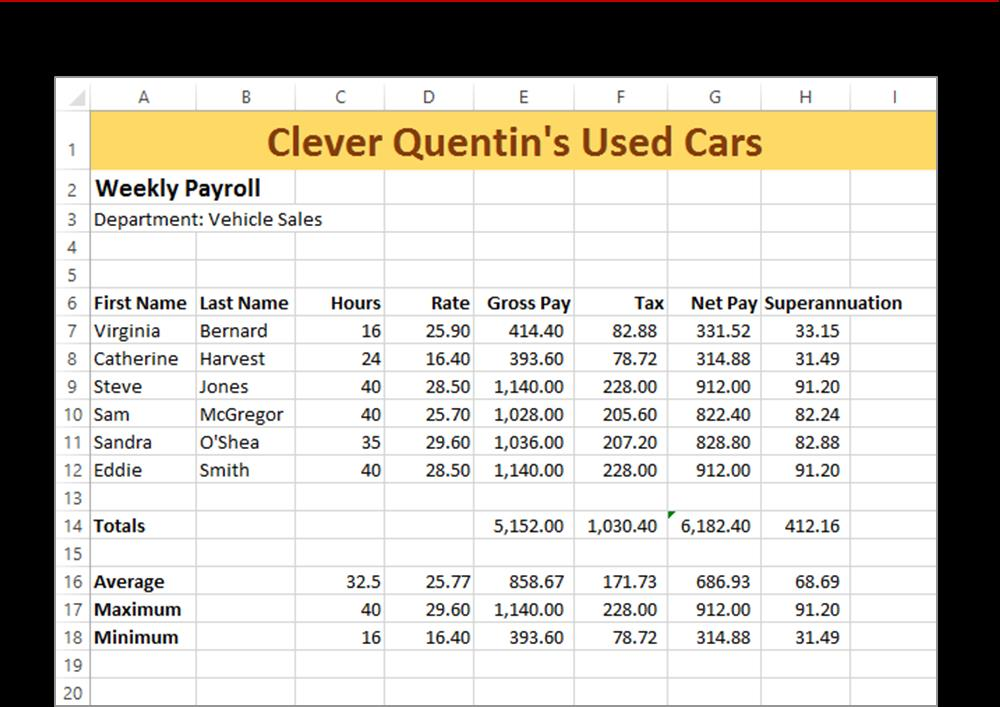 A B C D E F G H I
1 Clever Quentin's Used Cars
2 Weekly Payroll
3 Department: Vehicle Sales
4
5
6 First Name Last Name Hours Rate Gross Pay Tax Net Pay Superannuation
7 Virginia Bernard 16 25.90 414.40 82.88 331.52 33.15
8 Catherine Harvest 24 16.40 393.60 78.72 314.88 31.49
9 Steve Jones 40 28.50 1,140.00 228.00 912.00 91.20
10 Sam McGregor 40 25.70 1,028.00 205.60 822.40 82.24
11 Sandra O'Shea 35 29.60 1,036.00 207.20 828.80 82.88
12 Eddie Smith 40 28.50 1,140.00 228.00 912.00 91.20
13
14 Totals 5,152.00 1,030.40 6,182.40 412.16
15
16 Average 32.5 25.77 858.67 171.73 686.93 68.69
17 Maximum 40 29.60 1,140.00 228.00 912.00 91.20
18 Minimum 16 16.40 393.60 78.72 314.88 31.49
19
20